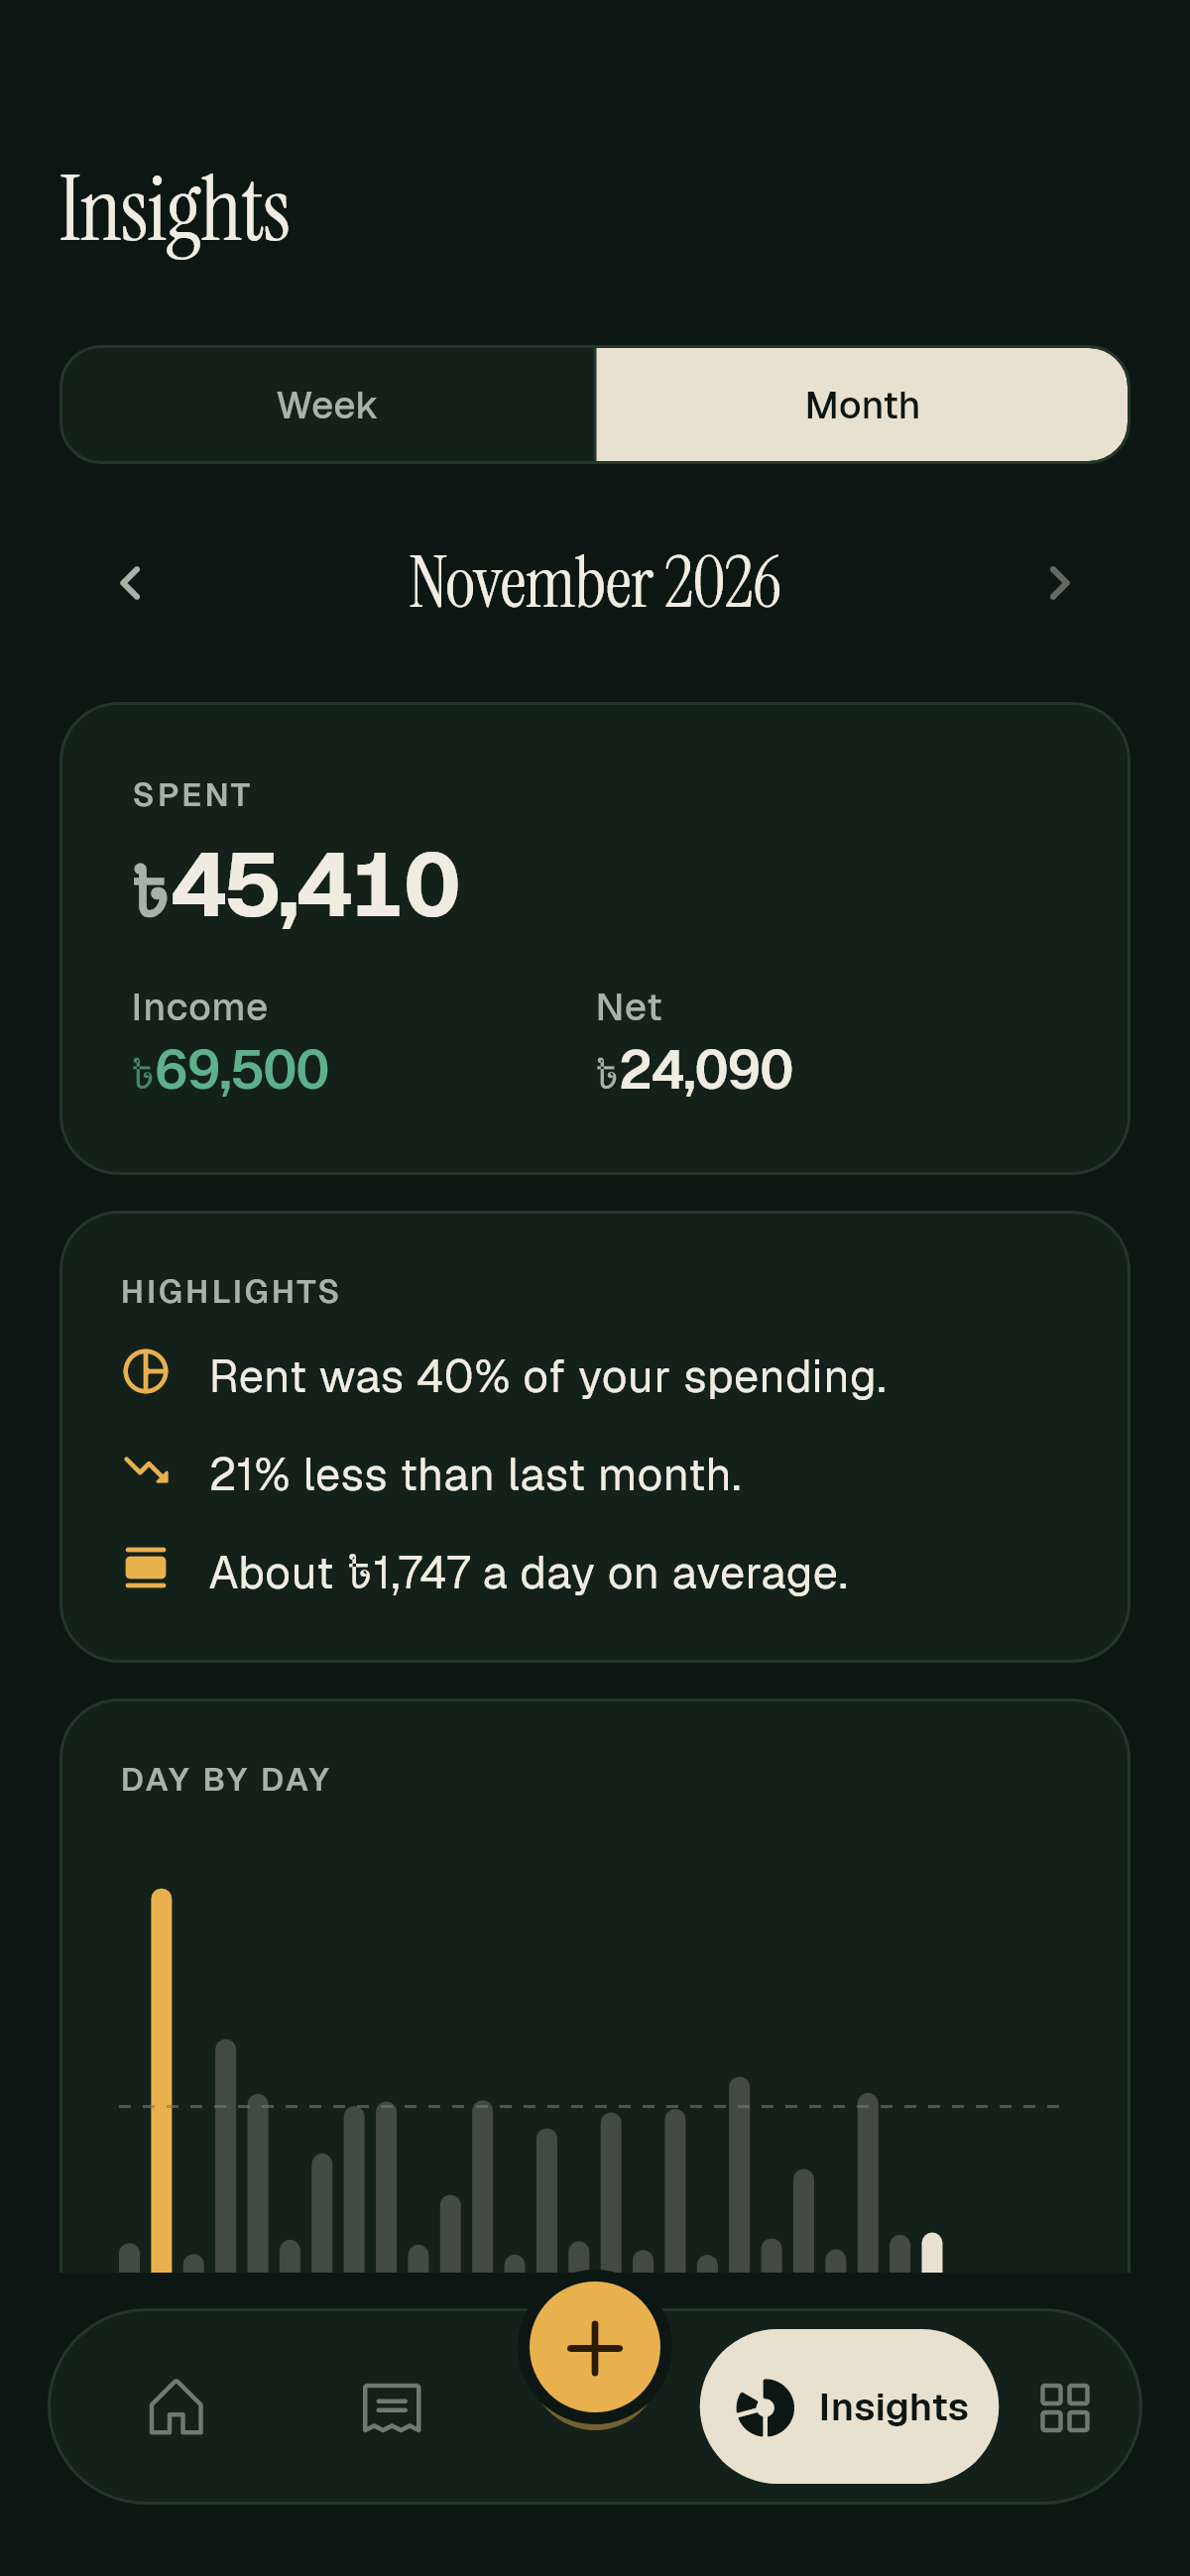 Insights
Week
Month
November 2026
SPENT
৳45,410
Income
Net
৳69,500
৳24,090
HIGHLIGHTS
Rent was 40% of your spending.
21% less than last month.
About ৳1,747 a day on average.
DAY BY DAY
Insights